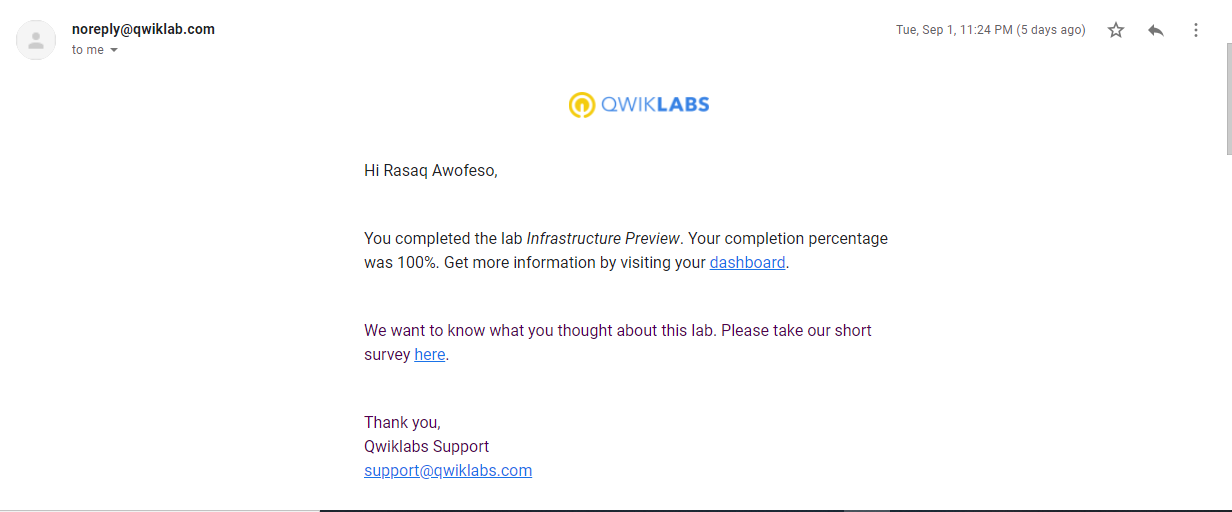 noreply@qwiklab.com
Tue, Sep 1, 11:24 PM (5 days ago)
to me
QWIKLABS
Hi Rasaq Awofeso,
You completed the lab Infrastructure Preview. Your completion percentage
was 100%. Get more information by visiting your dashboard.
We want to know what you thought about this lab. Please take our short
survey here.
Thank you,
Qwiklabs Support
support@qwiklabs.com